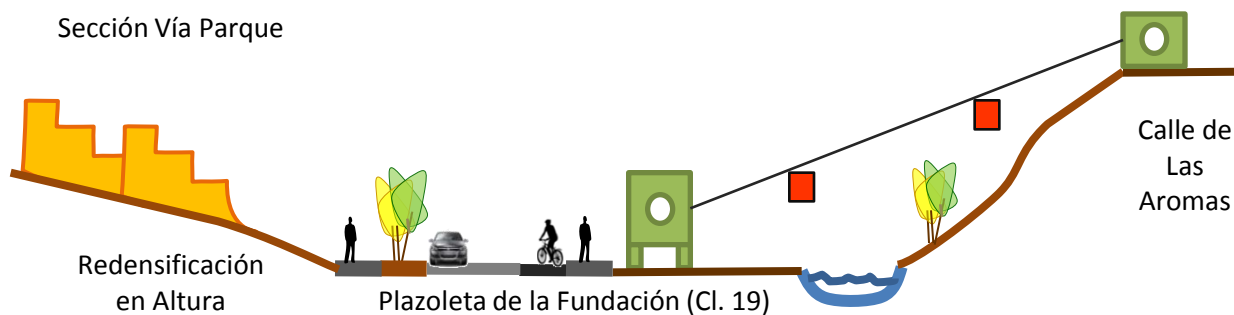 Sección Vía Parque
Calle de
Las
Aromas
Redensificación
en Altura
Plazoleta de la Fundación (Cl. 19)